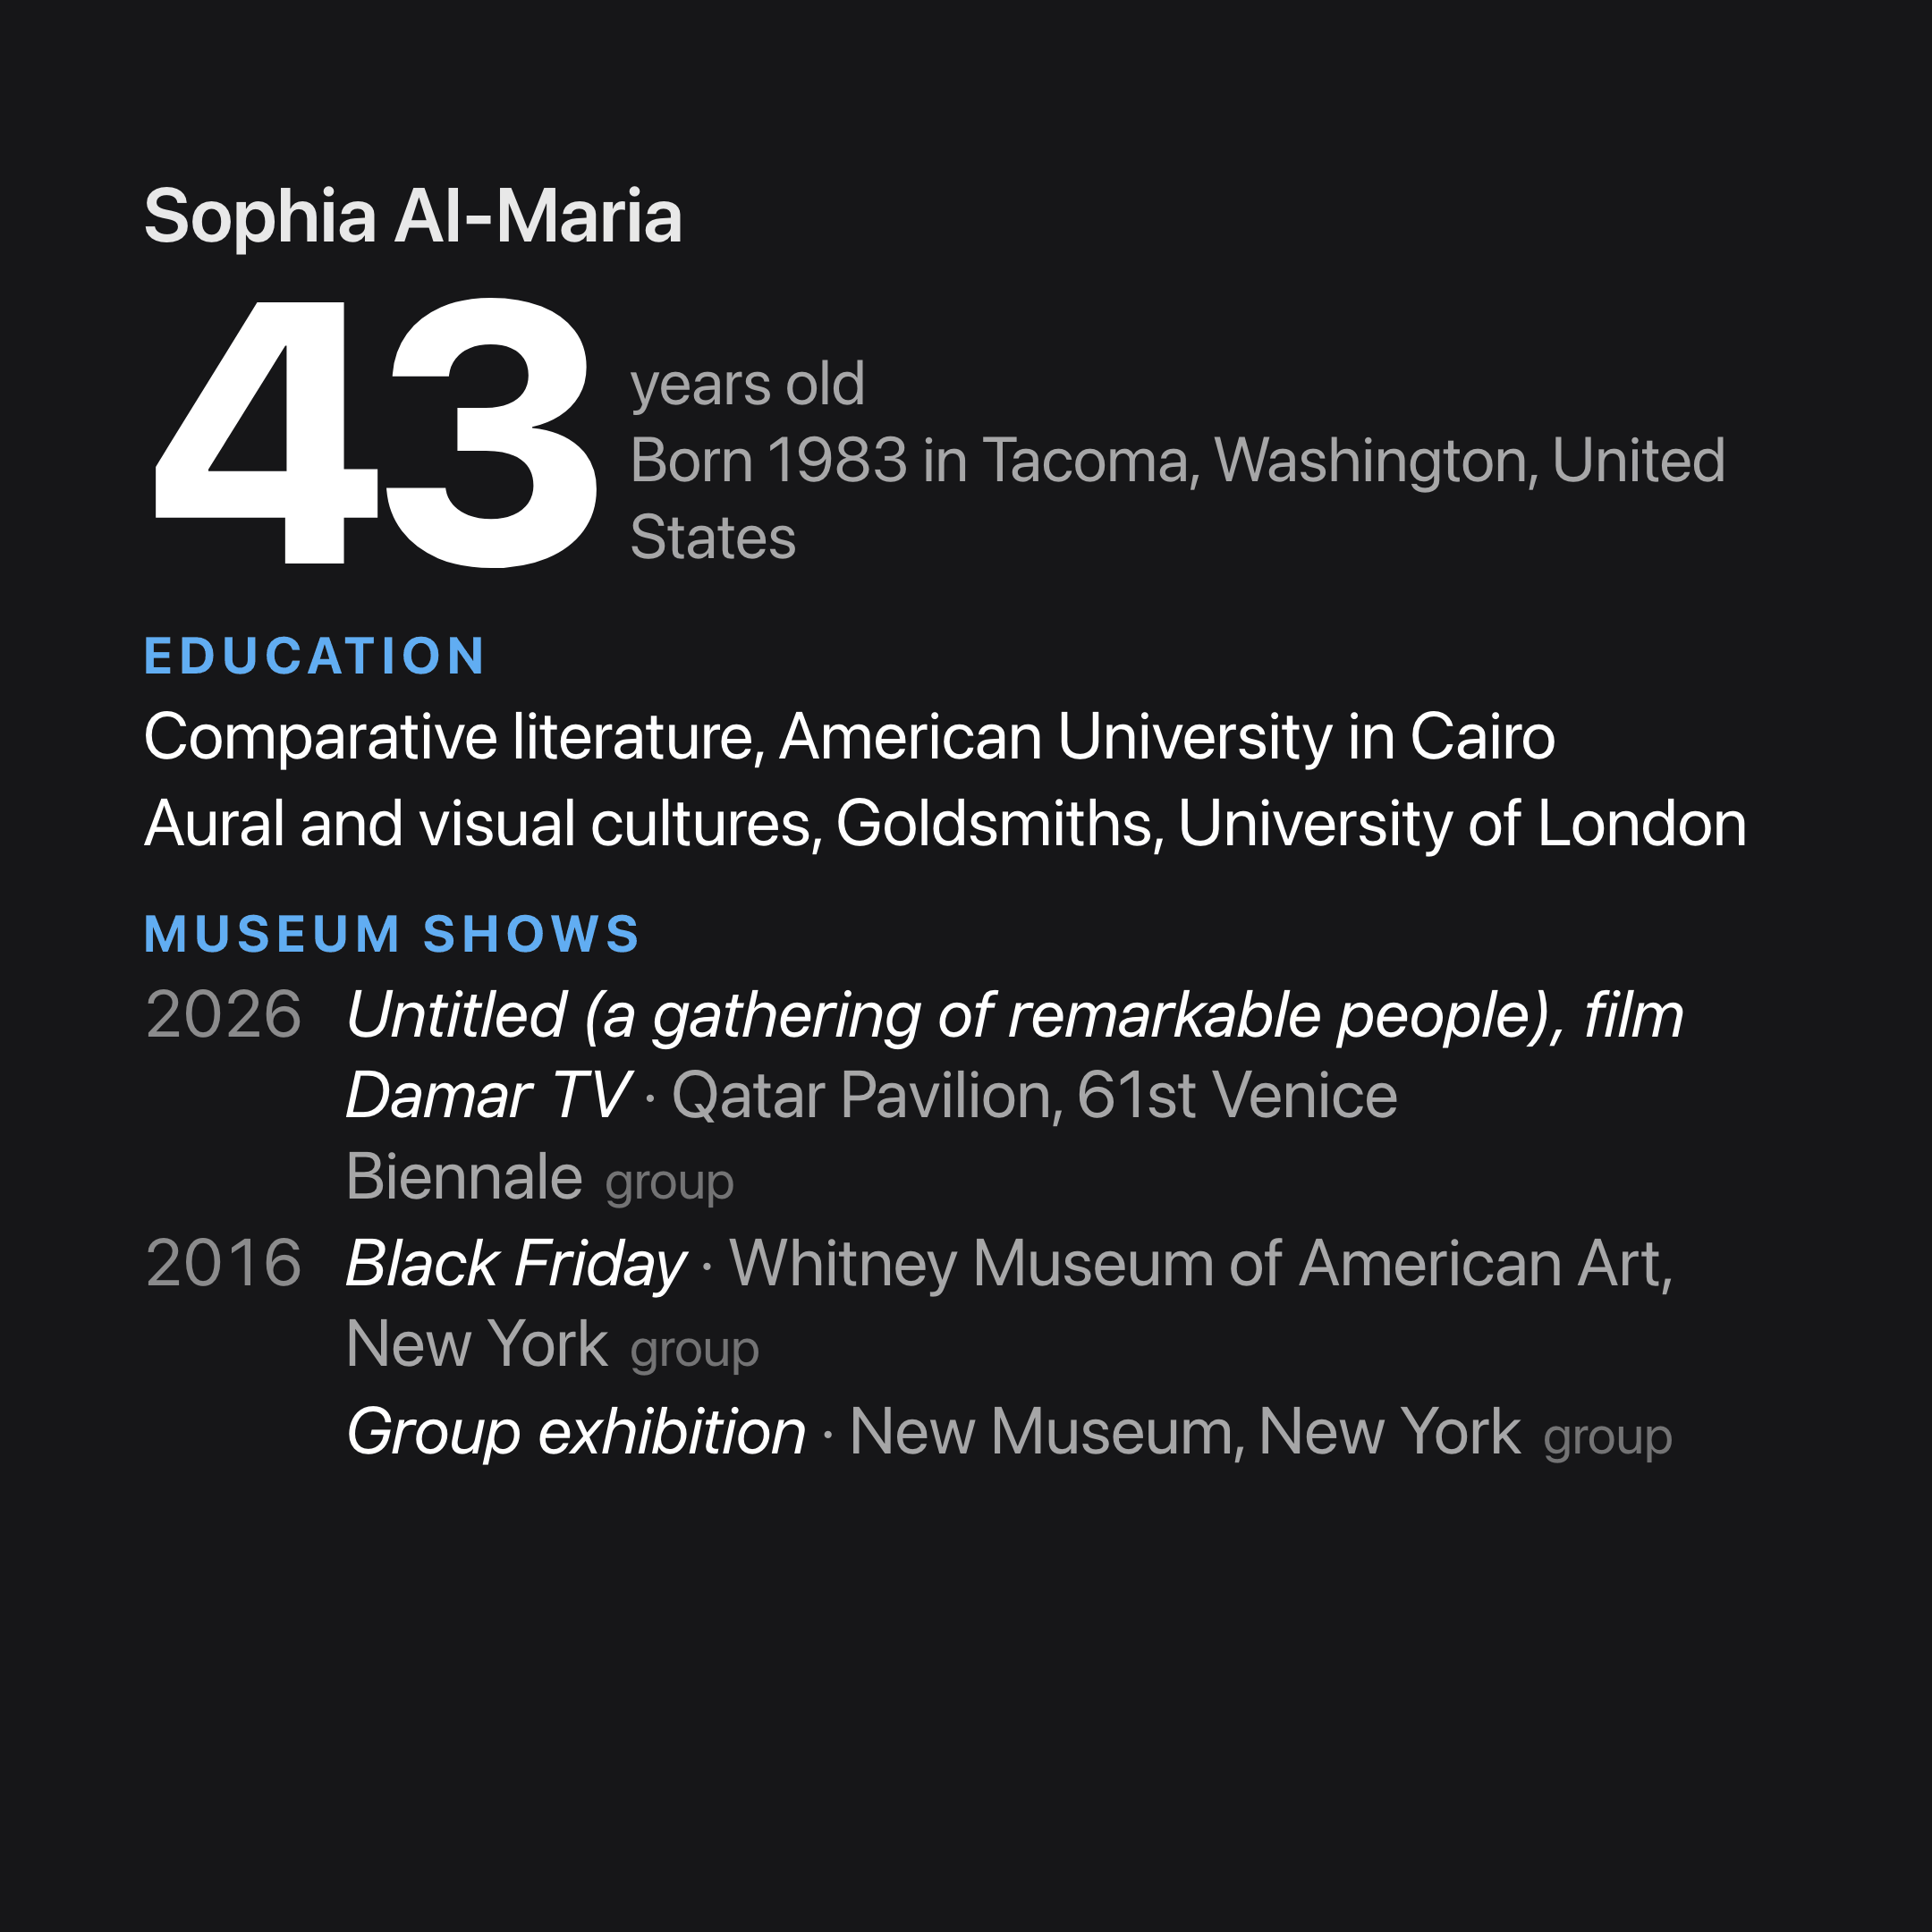 Sophia Al-Maria
43
years old
Born 1983 in Tacoma, Washington, United
States
EDUCATION
Comparative literature, American University in Cairo
Aural and visual cultures, Goldsmiths, University of London
MUSEUM SHOWS
2026 Untitled (a gathering of remarkable people), film
Damar TV · Qatar Pavilion, 61st Venice
Biennale group
2016 Black Friday · Whitney Museum of American Art,
New York group
Group exhibition · New Museum, New York group